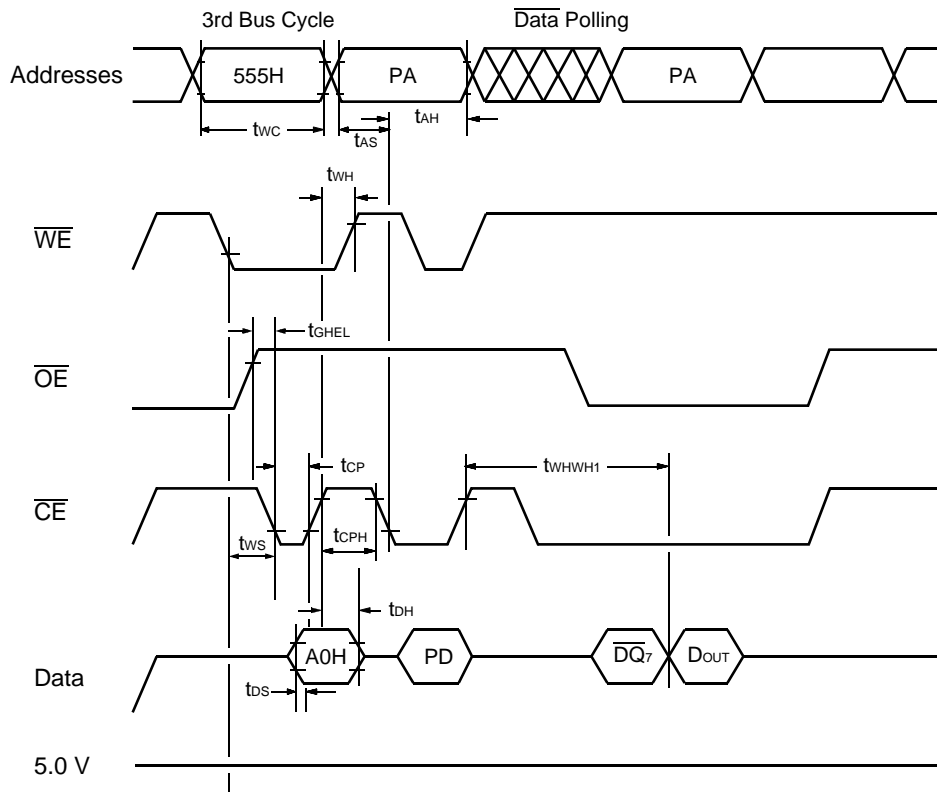 3rd Bus Cycle Data Polling
Addresses 555H PA PA
tWC tAS tAH
tWH
WE
tGHEL
OE
tCP tWHWH1
CE
tWS tCPH
tDH
Data A0H PD DQ7 DOUT
tDS
5.0 V